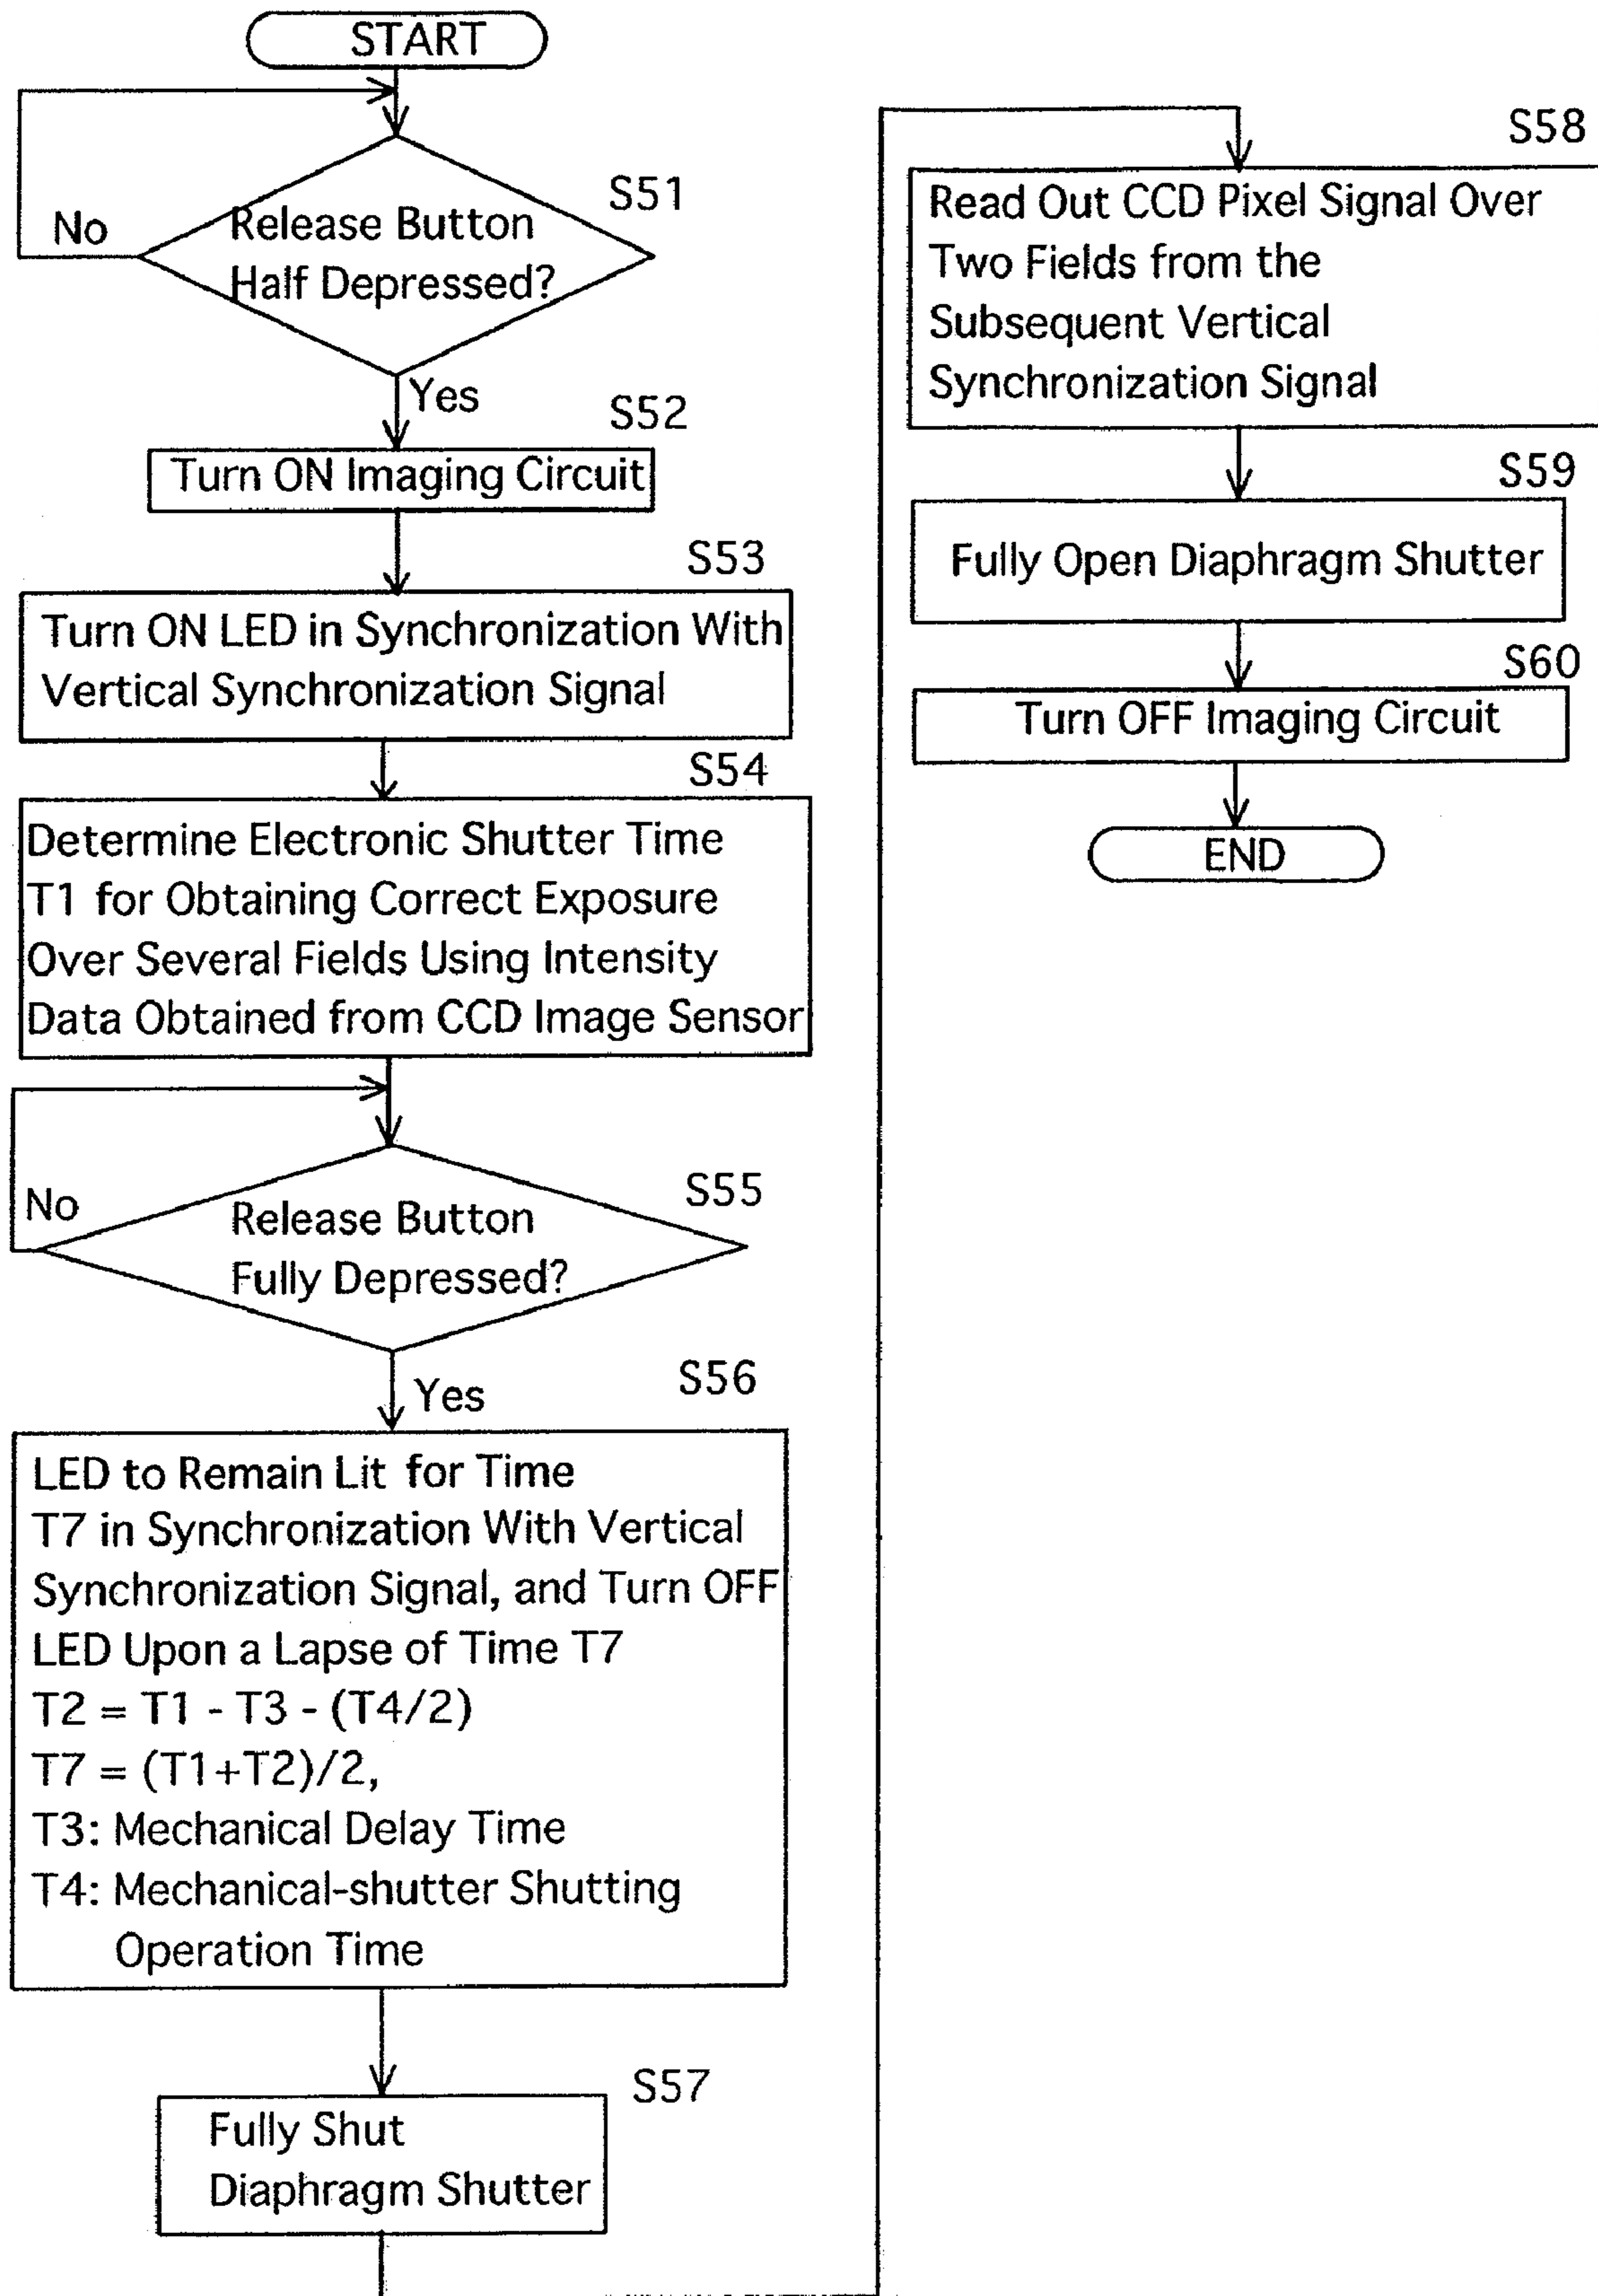 START
S51
No
Release Button
Half Depressed?
Yes
S52
Turn ON Imaging Circuit
S53
Turn ON LED in Synchronization With
Vertical Synchronization Signal
S54
Determine Electronic Shutter Time
T1 for Obtaining Correct Exposure
Over Several Fields Using Intensity
Data Obtained from CCD Image Sensor
S55
No
Release Button
Fully Depressed?
S56
Yes
LED to Remain Lit for Time
T7 in Synchronization With Vertical
Synchronization Signal, and Turn OFF
LED Upon a Lapse of Time T7
T2 = T1 - T3 - (T4/2)
T7 = (T1+T2)/2,
T3: Mechanical Delay Time
T4: Mechanical-shutter Shutting
Operation Time
S57
Fully Shut
Diaphragm Shutter
S58
Read Out CCD Pixel Signal Over
Two Fields from the
Subsequent Vertical
Synchronization Signal
S59
Fully Open Diaphragm Shutter
S60
Turn OFF Imaging Circuit
END